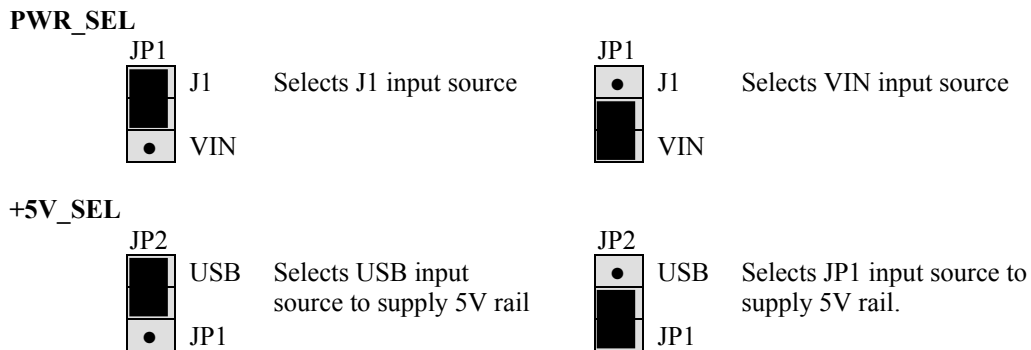 PWR_SEL
JP1
J1 Selects J1 input source
VIN
JP1
J1 Selects VIN input source
VIN
+5V_SEL
JP2
USB Selects USB input
source to supply 5V rail
JP1
JP2
USB Selects JP1 input source to
supply 5V rail.
JP1